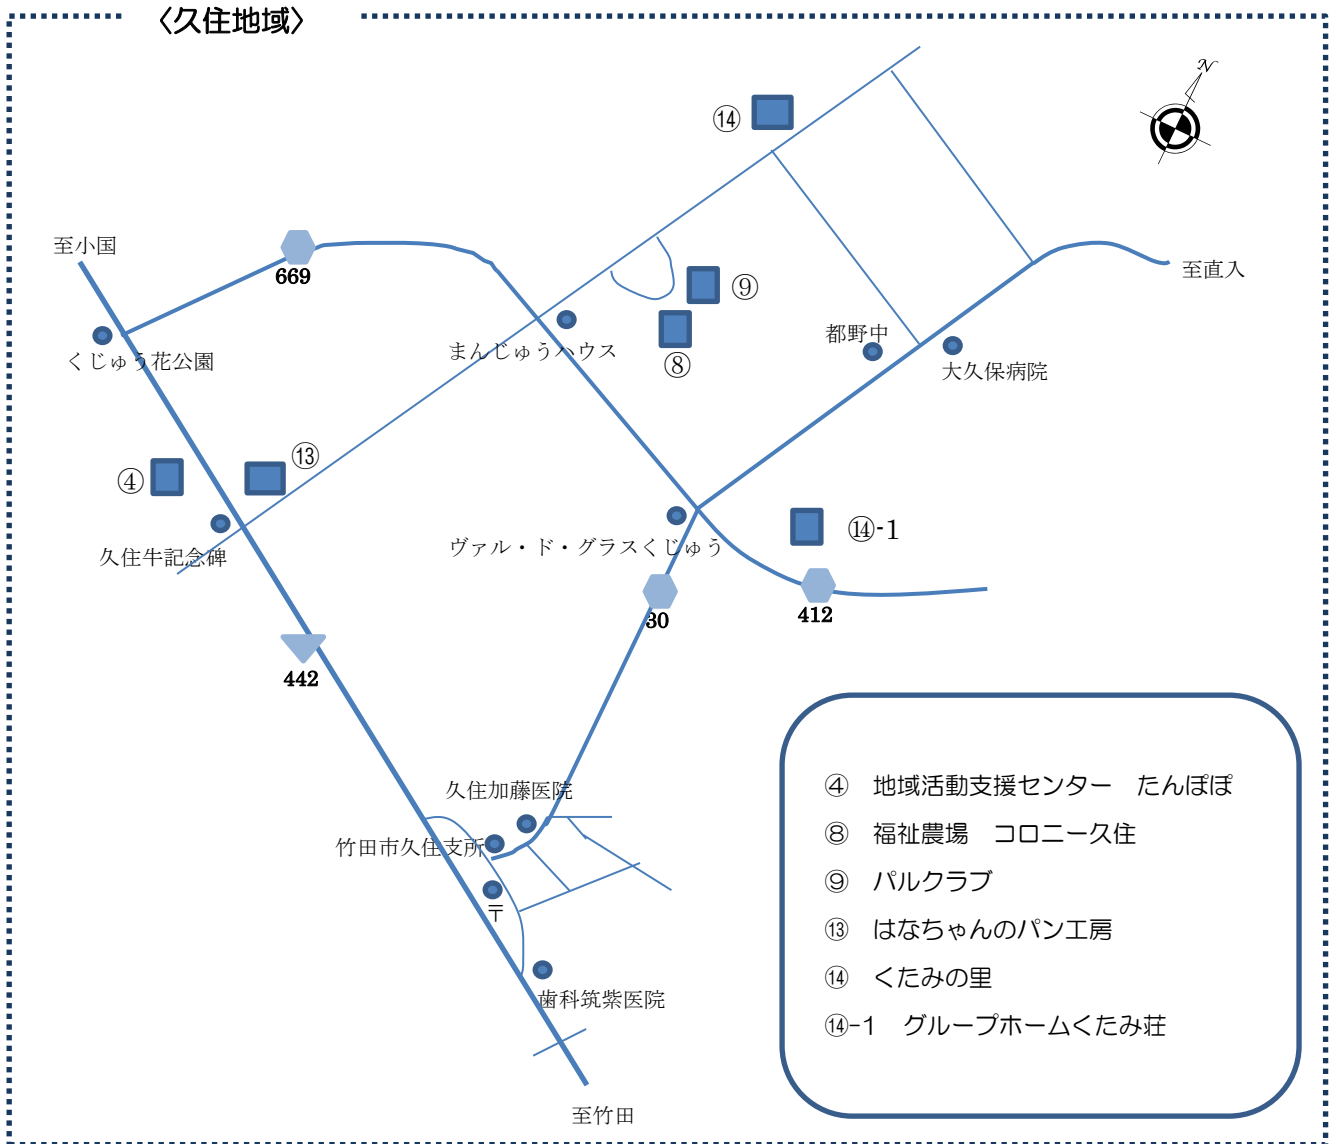 〈久住地域〉
N
⑭
至小国
669
至直入
⑨
くじゅう花公園
まんじゅうハウス
⑧
都野中
大久保病院
④
⑬
久住牛記念碑
ヴァル・ド・グラスくじゅう
⑭-1
30
412
442
久住加藤医院
竹田市久住支所
〒
歯科筑紫医院
至竹田
④ 地域活動支援センター たんぽぽ
⑧ 福祉農場 コロニー久住
⑨ パルクラブ
⑬ はなちゃんのパン工房
⑭ くたみの里
⑭-1 グループホームくたみ荘